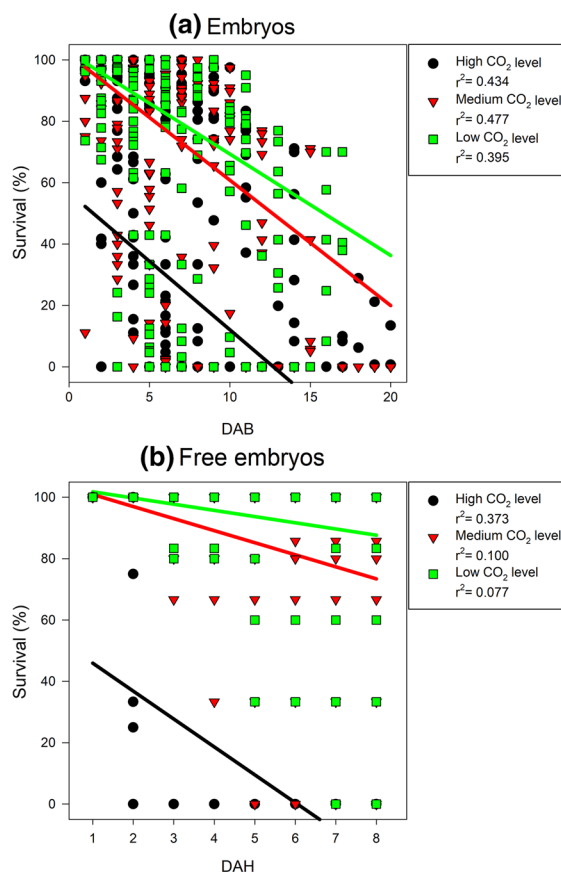 (a) Embryos
100
80
60
40
20
0
Survival (%)
0 5 10 15 20
DAB
High CO2 level
r2= 0.434
Medium CO2 level
r2= 0.477
Low CO2 level
r2= 0.395
(b) Free embryos
100
80
60
40
20
0
Survival (%)
1 2 3 4 5 6 7 8
DAH
High CO2 level
r2= 0.373
Medium CO2 level
r2= 0.100
Low CO2 level
r2= 0.077